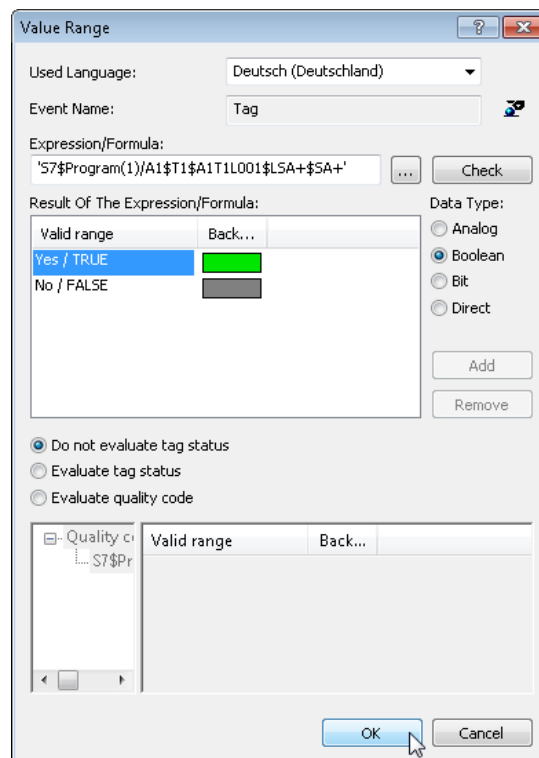 Value Range
Used Language: Deutsch (Deutschland)
Event Name: Tag
Expression/Formula:
'S7$Program(1)/A1$T1$A1T1L001$LSA+$SA+' ... Check
Result Of The Expression/Formula: Data Type:
Valid range Back... Analog
Yes / TRUE Boolean
No / FALSE Bit
Direct
Add
Remove
Do not evaluate tag status
Evaluate tag status
Evaluate quality code
Quality c Valid range Back...
S7$Pr
OK Cancel